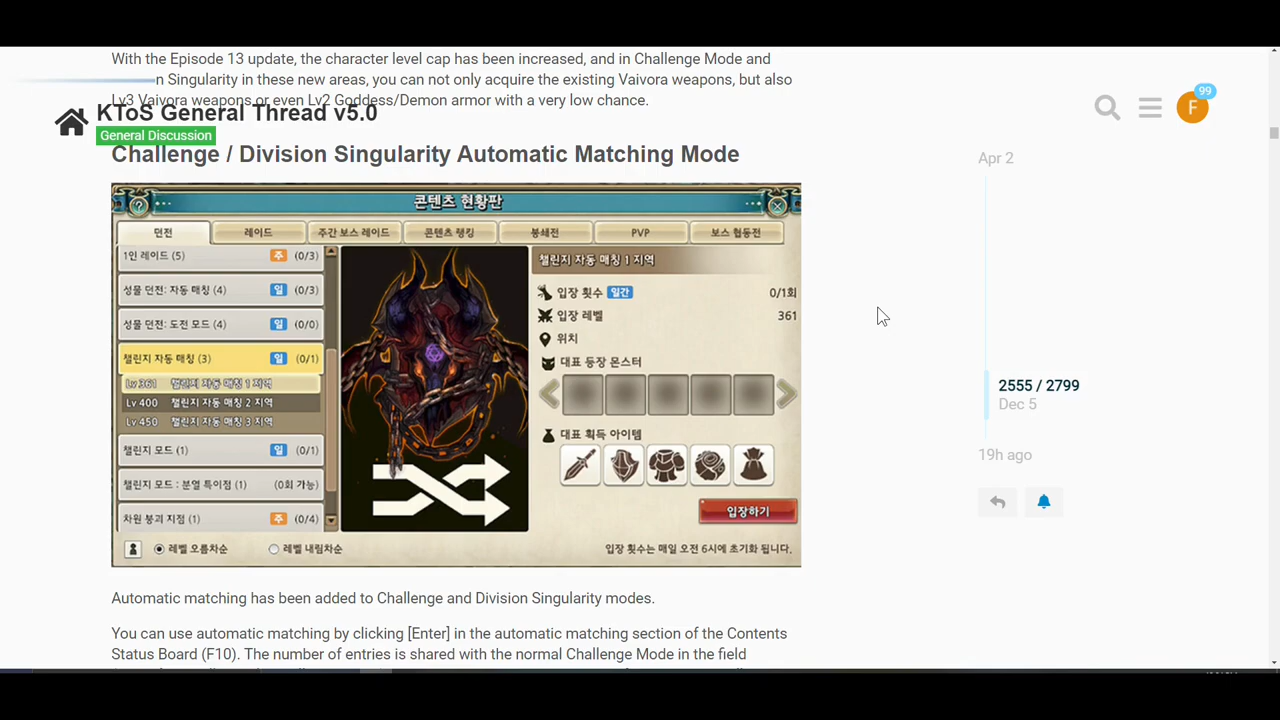 With the Episode 13 update, the character level cap has been increased, and in Challenge Mode and
n Singularity in these new areas, you can not only acquire the existing Vaivora weapons, but also
Lv3 Vaivora weapons or even Lv2 Goddess/Demon armor with a very low chance.
KToS General Thread v5.0
General Discussion
99
F
Challenge / Division Singularity Automatic Matching Mode
콘텐츠 현황판
던전 레이드 주간 보스 레이드 콘텐츠 랭킹 봉쇄전 PVP 보스 협동전
1인 레이드 (5) 주 (0/3)
성물 던전: 자동 매칭 (4) 일 (0/3)
성물 던전: 도전 모드 (4) 일 (0/0)
챌린지 자동 매칭 (3) 일 (0/1)
Lv 361 챌린지 자동 매칭 1 지역
Lv 400 챌린지 자동 매칭 2 지역
Lv 450 챌린지 자동 매칭 3 지역
챌린지 모드 (1) 일 (0/1)
챌린지 모드 : 분열 특이점 (1) (0회 가능)
차원 붕괴 지점 (1) 주 (0/4)
레벨 오름차순 레벨 내림차순
챌린지 자동 매칭 1 지역
입장 횟수 일간 0/1회
입장 레벨 361
위치
대표 등장 몬스터
대표 획득 아이템
입장하기
입장 횟수는 매일 오전 6시에 초기화 됩니다.
Apr 2
2555 / 2799
Dec 5
19h ago
Automatic matching has been added to Challenge and Division Singularity modes.
You can use automatic matching by clicking [Enter] in the automatic matching section of the Contents
Status Board (F10). The number of entries is shared with the normal Challenge Mode in the field